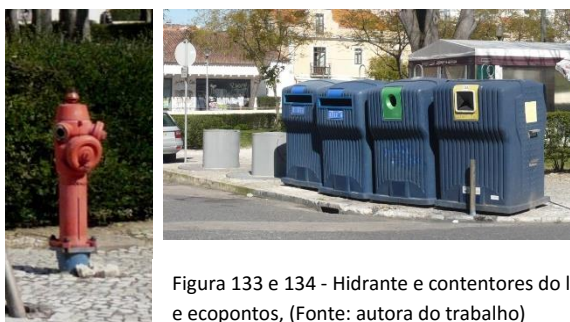 Figura 133 e 134 - Hidrante e contentores do l
e ecopontos, (Fonte: autora do trabalho)